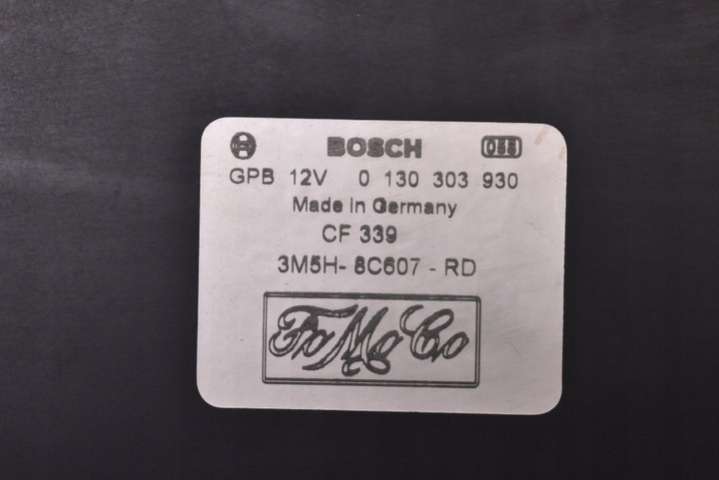 BOSCH
GPB 12V 0 130 303 930
Made in Germany
CF 339
3M5H- 8C607 - RD
FoMoCo